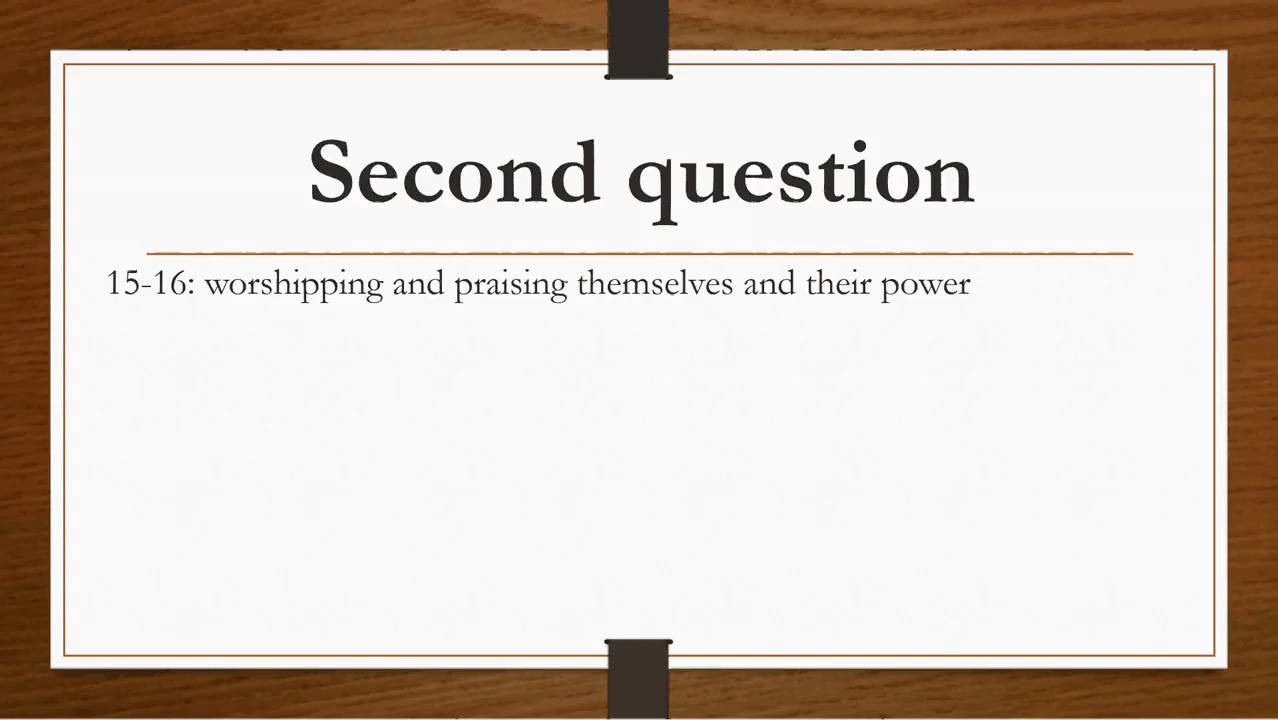 Second question
15-16: worshipping and praising themselves and their power